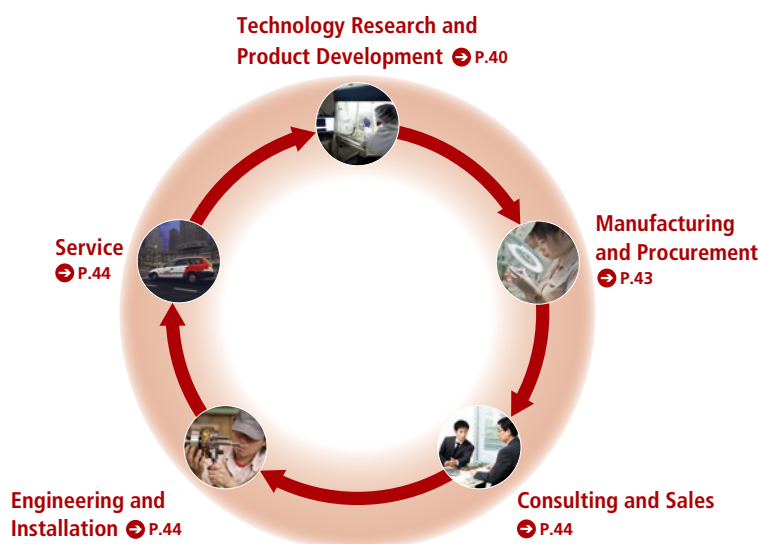 Technology Research and
Product Development P.40
Manufacturing
and Procurement
P.43
Consulting and Sales
P.44
Engineering and
Installation P.44
Service
P.44